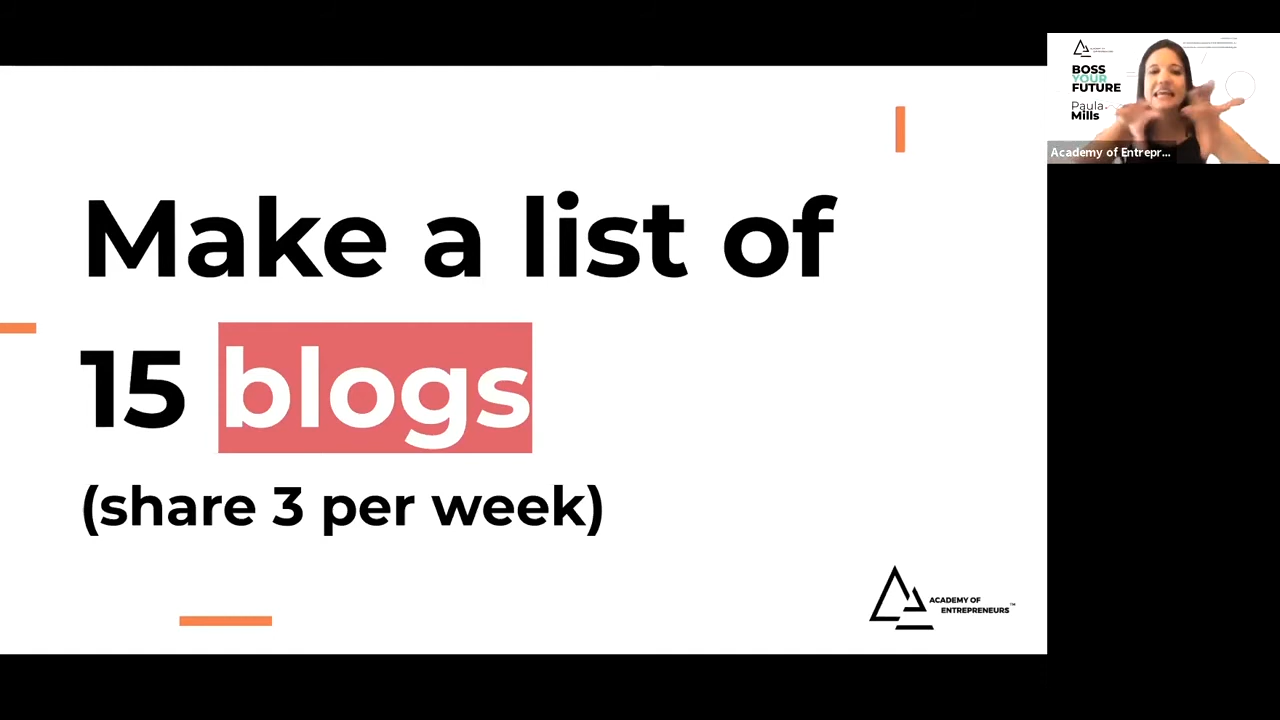 Make a list of
15 blogs
(share 3 per week)
ACADEMY OF
ENTREPRENEURS™
BOSS
YOUR
FUTURE
Paula
Mills
Academy of Entrepr...